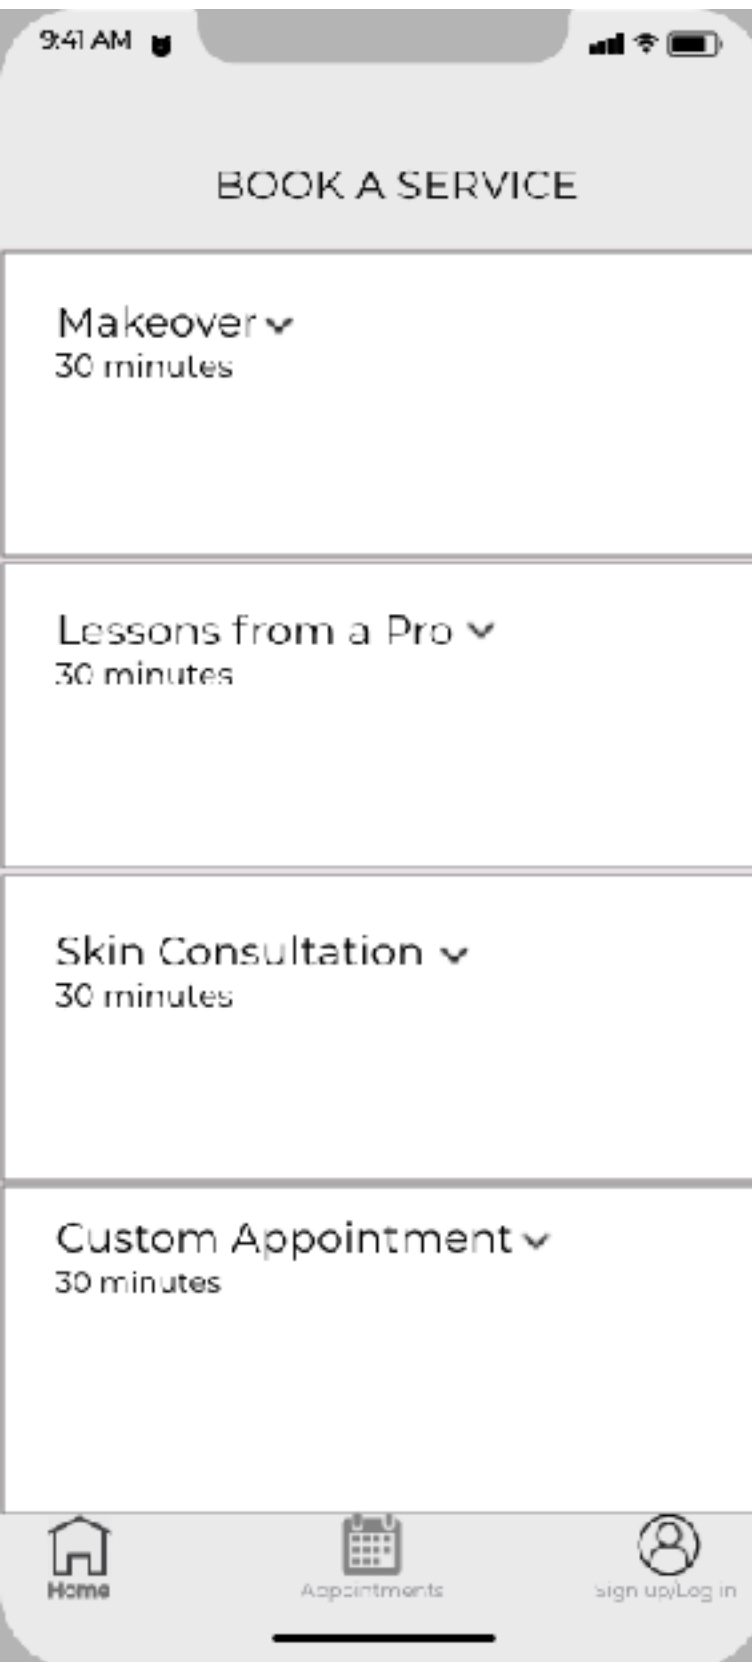 9:41 AM
BOOK A SERVICE
Makeover
30 minutes
Lessons from a Pro
30 minutes
Skin Consultation
30 minutes
Custom Appointment
30 minutes
Home
Appointments
Sign up/Log in